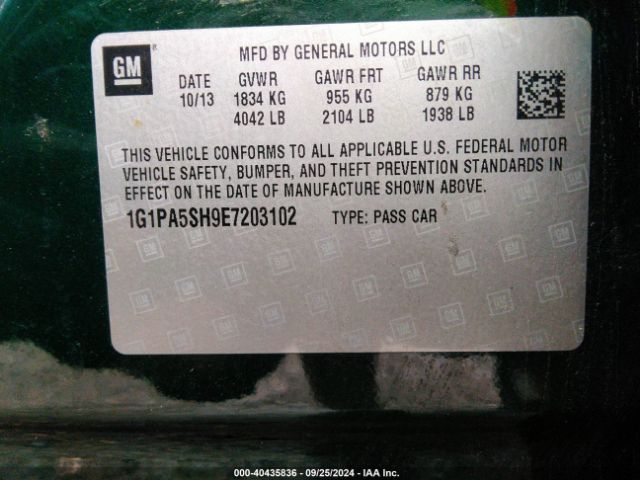 GM ® MFD BY GENERAL MOTORS LLC
DATE GVWR GAWR FRT GAWR RR
10/13 1834 KG 955 KG 879 KG
4042 LB 2104 LB 1938 LB
THIS VEHICLE CONFORMS TO ALL APPLICABLE U.S. FEDERAL MOTOR
VEHICLE SAFETY, BUMPER, AND THEFT PREVENTION STANDARDS IN
EFFECT ON THE DATE OF MANUFACTURE SHOWN ABOVE.
1G1PA5SH9E7203102 TYPE: PASS CAR
000-40435836 - 09/25/2024 - IAA Inc.